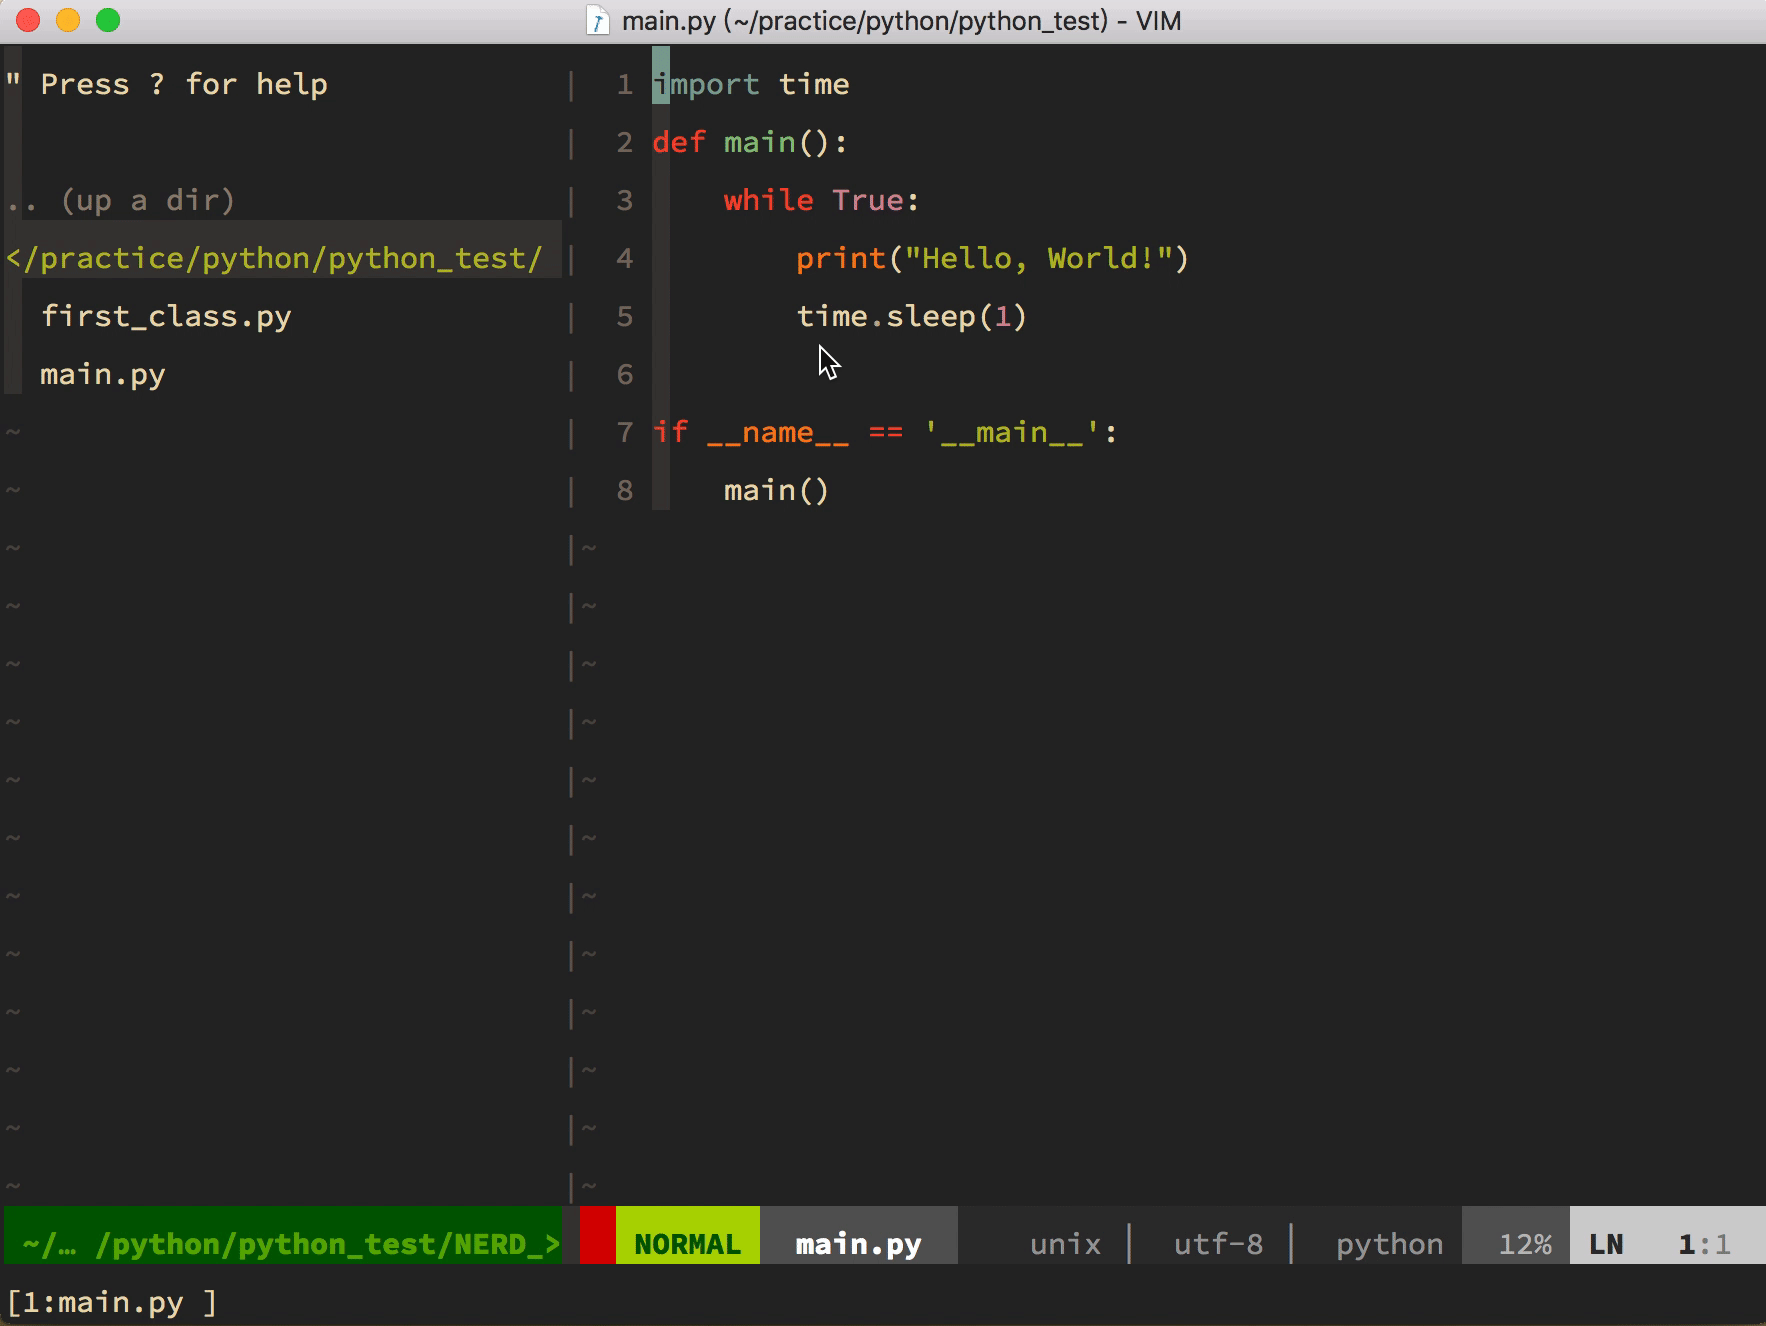 main.py (~/practice/python/python_test) - VIM
" Press ? for help
.. (up a dir)
</practice/python/python_test/
first_class.py
main.py
~
~
~
~
~
~
~
~
~
~
~
~
~
~
1 import time
2 def main():
3     while True:
4         print("Hello, World!")
5         time.sleep(1)
6
7 if __name__ == '__main__':
8     main()
~
~
~
~
~
~
~
~
~
~
~
~
~/… /python/python_test/NERD_>
NORMAL main.py unix | utf-8 | python 12% LN 1:1
[1:main.py ]